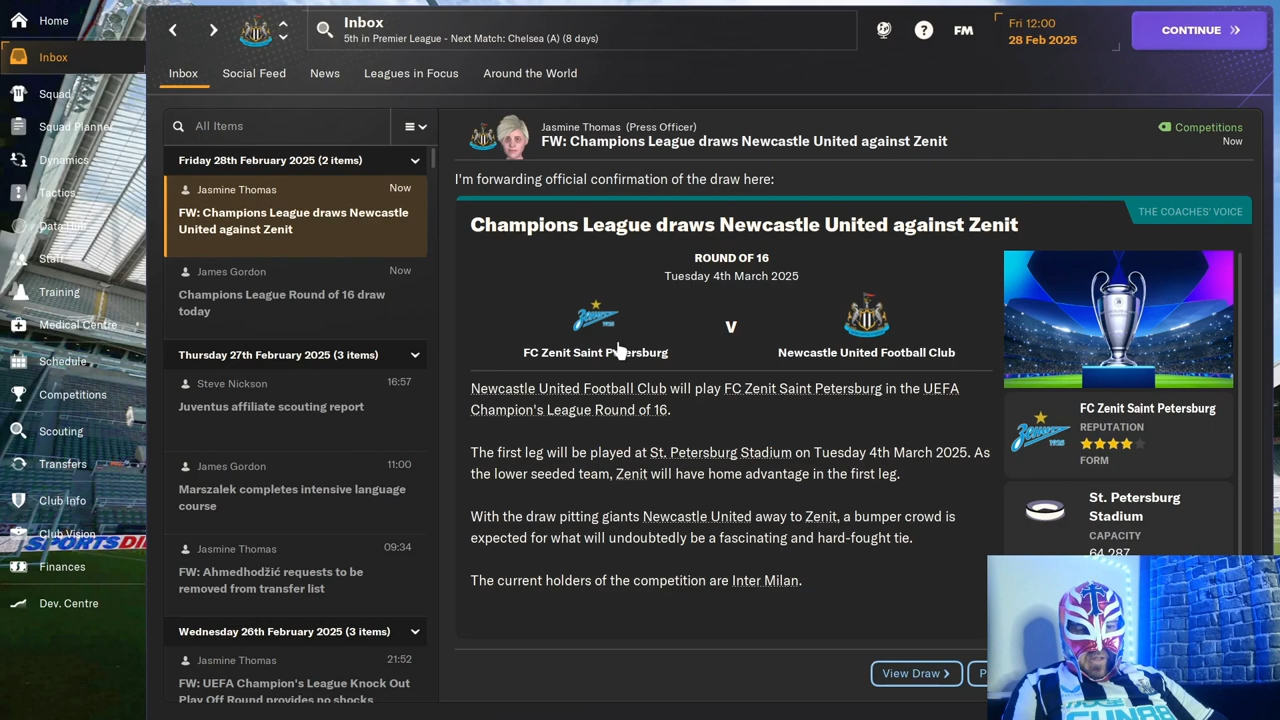 Home
Inbox
Squad
Squad Planner
Dynamics
Tactics
Data Hub
Staff
Training
Medical Centre
Schedule
Competitions
Scouting
Transfers
Club Info
Club Vision
Finances
Dev. Centre
SPORTS DI
Inbox
5th in Premier League - Next Match: Chelsea (A) (8 days)
?
FM
Fri 12:00
28 Feb 2025
CONTINUE
Inbox
Social Feed
News
Leagues in Focus
Around the World
All Items
Friday 28th February 2025 (2 items)
Jasmine Thomas
Now
FW: Champions League draws Newcastle
United against Zenit
James Gordon
Now
Champions League Round of 16 draw
today
Thursday 27th February 2025 (3 items)
Steve Nickson
16:57
Juventus affiliate scouting report
James Gordon
11:00
Marszalek completes intensive language
course
Jasmine Thomas
09:34
FW: Ahmedhodžić requests to be
removed from transfer list
Wednesday 26th February 2025 (3 items)
Jasmine Thomas
21:52
FW: UEFA Champion's League Knock Out
Play Off Round provides no shocks
Jasmine Thomas (Press Officer)
FW: Champions League draws Newcastle United against Zenit
Competitions
Now
I'm forwarding official confirmation of the draw here:
THE COACHES' VOICE
Champions League draws Newcastle United against Zenit
ROUND OF 16
Tuesday 4th March 2025
V
FC Zenit Saint Petersburg
Newcastle United Football Club
Newcastle United Football Club will play FC Zenit Saint Petersburg in the UEFA
Champion's League Round of 16.
The first leg will be played at St. Petersburg Stadium on Tuesday 4th March 2025. As
the lower seeded team, Zenit will have home advantage in the first leg.
With the draw pitting giants Newcastle United away to Zenit, a bumper crowd is
expected for what will undoubtedly be a fascinating and hard-fought tie.
The current holders of the competition are Inter Milan.
FC Zenit Saint Petersburg
REPUTATION
FORM
St. Petersburg
Stadium
CAPACITY
64,287
View Draw
P